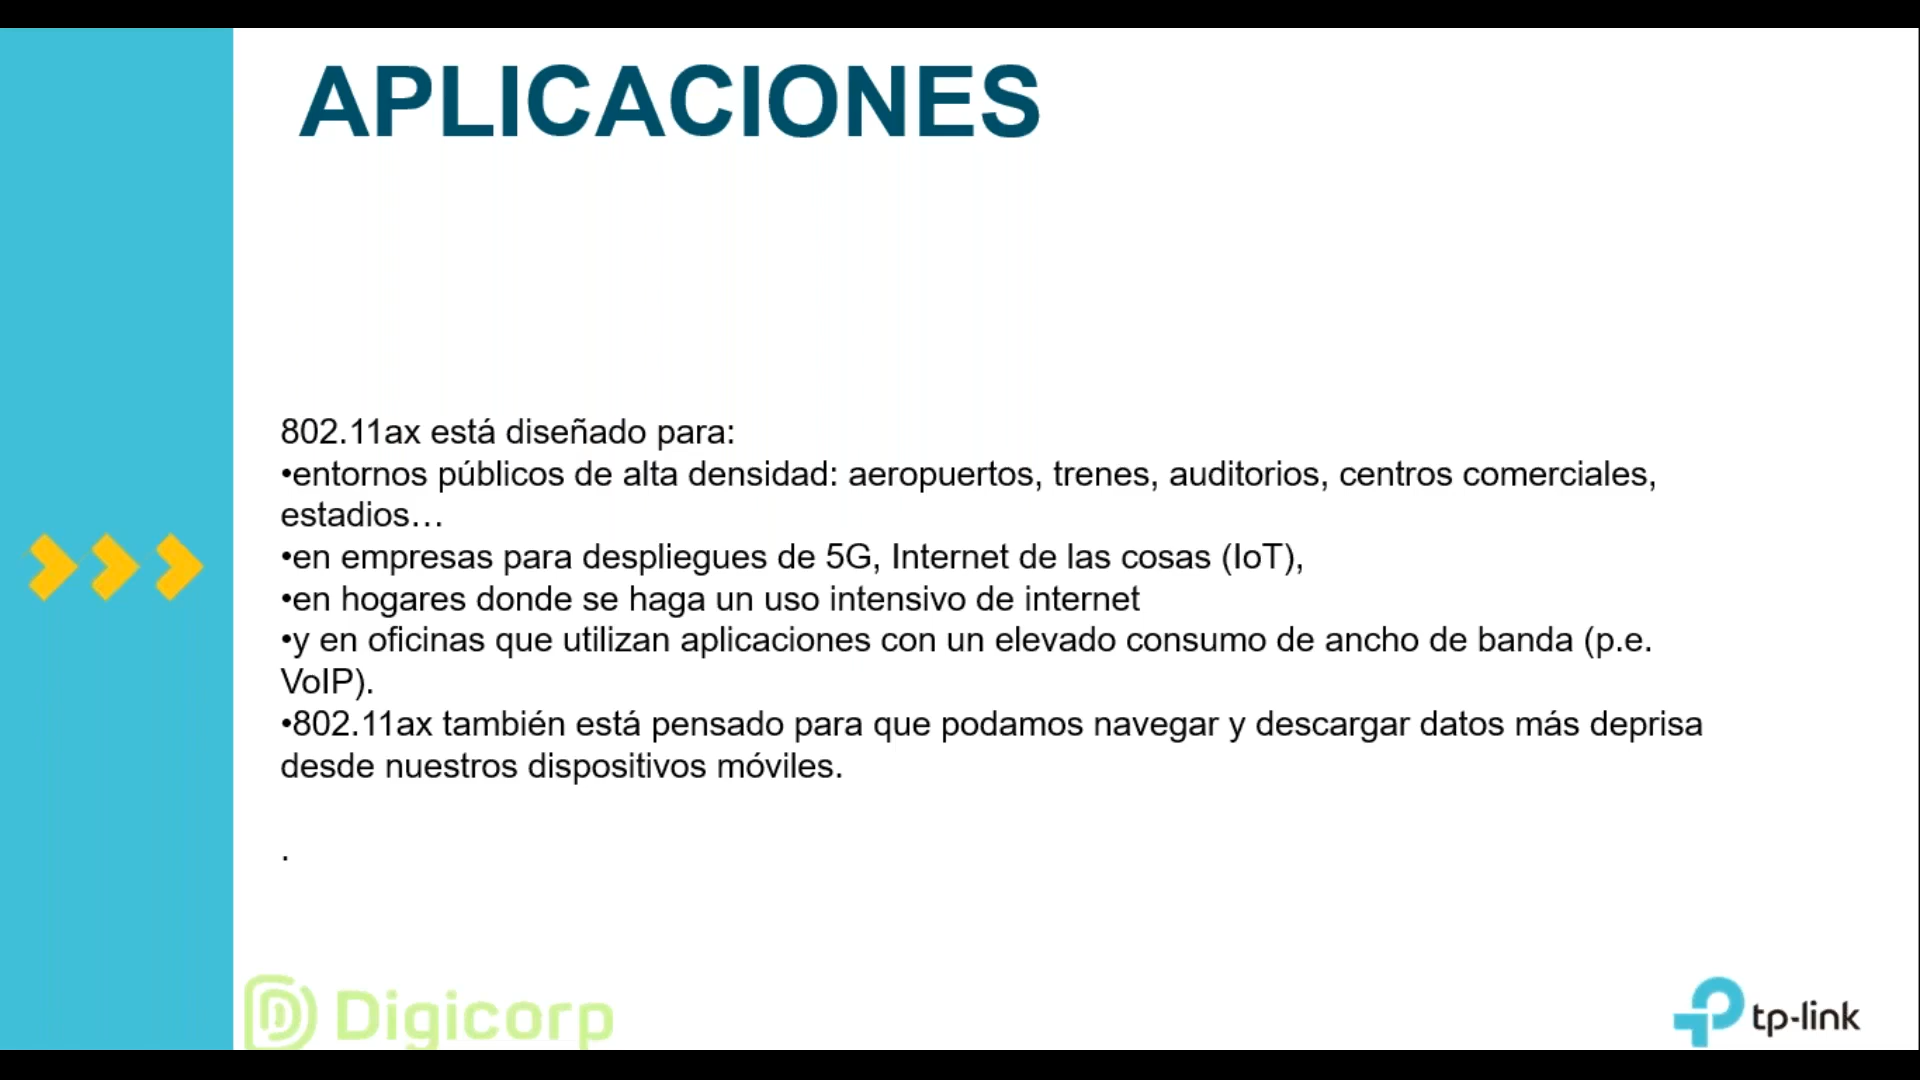 APLICACIONES
802.11ax está diseñado para:
•entornos públicos de alta densidad: aeropuertos, trenes, auditorios, centros comerciales,
estadios…
•en empresas para despliegues de 5G, Internet de las cosas (IoT),
•en hogares donde se haga un uso intensivo de internet
•y en oficinas que utilizan aplicaciones con un elevado consumo de ancho de banda (p.e.
VoIP).
•802.11ax también está pensado para que podamos navegar y descargar datos más deprisa
desde nuestros dispositivos móviles.
.
Digicorp
tp-link